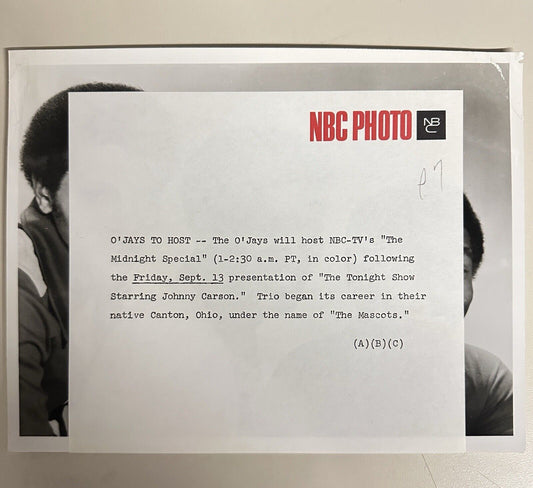 NBC PHOTO
NBC
O'JAYS TO HOST -- The O'Jays will host NBC-TV's "The
Midnight Special" (1-2:30 a.m. PT, in color) following
the Friday, Sept. 13 presentation of "The Tonight Show
Starring Johnny Carson."  Trio began its career in their
native Canton, Ohio, under the name of "The Mascots."
(A)(B)(C)